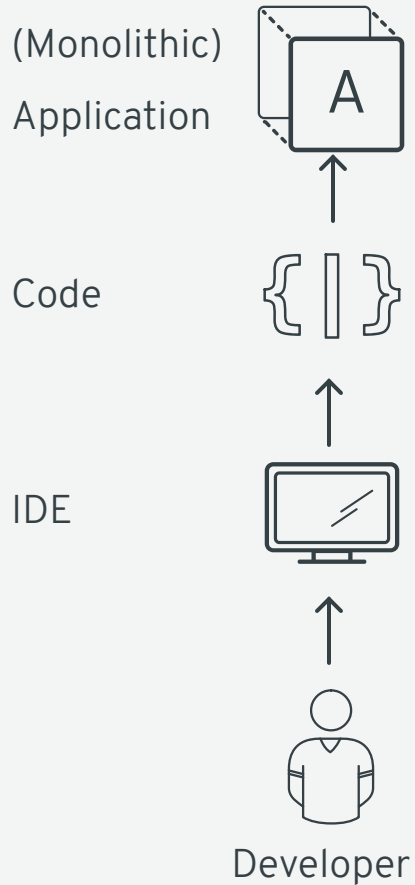 (Monolithic)
Application
A
Code
{|}
IDE
Developer